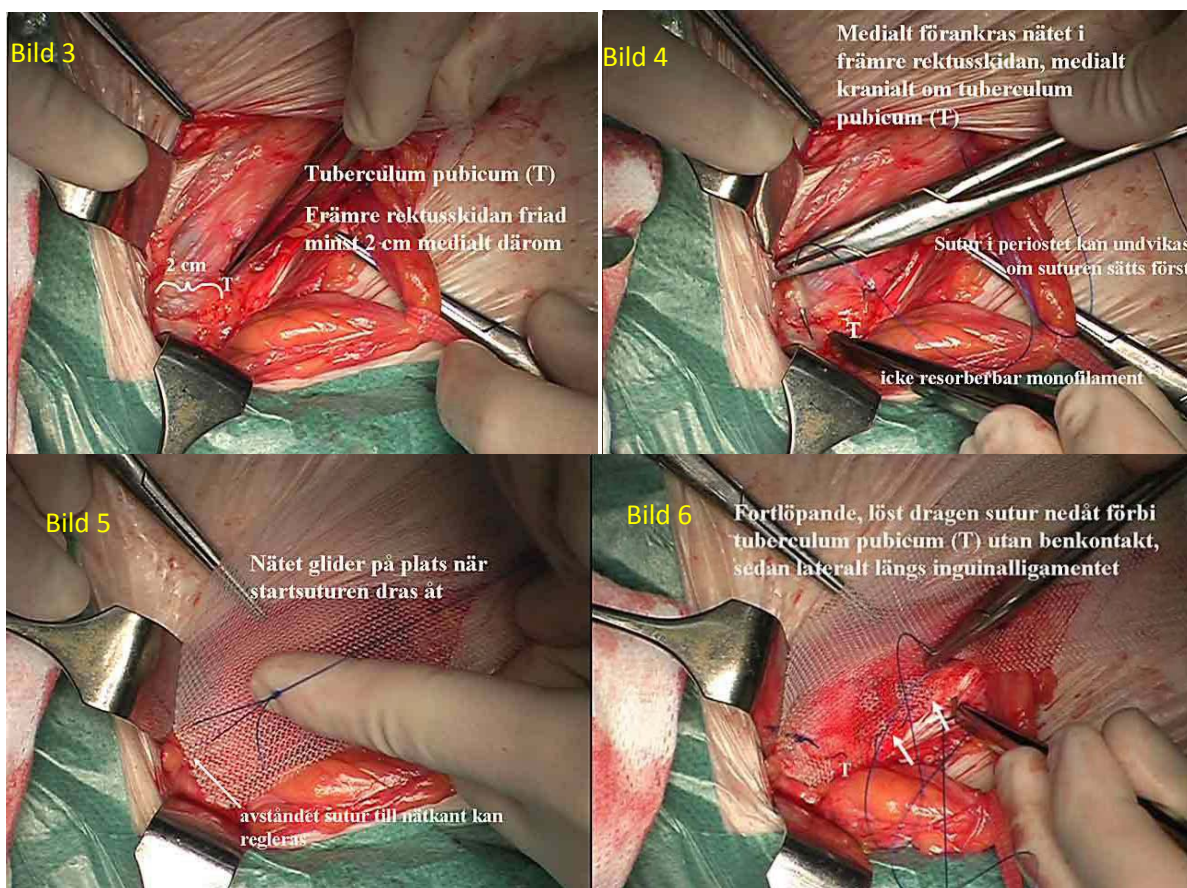 Bild 3
Tuberculum pubicum (T)
Främre rektusskidan friad
minst 2 cm medialt därom
2 cm
T
Bild 4
Medialt förankras nätet i
främre rektusskidan, medialt
kranialt om tuberculum
pubicum (T)
Sutur i periostet kan undvikas
om suturen sätts först
T
icke resorberbar monofilament
Bild 5
Nätet glider på plats när
startsuturen dras åt
avståndet sutur till nätkant kan
regleras
Bild 6
Fortlöpande, löst dragen sutur nedåt förbi
tuberculum pubicum (T) utan benkontakt,
sedan lateralt längs inguinalligamentet
T